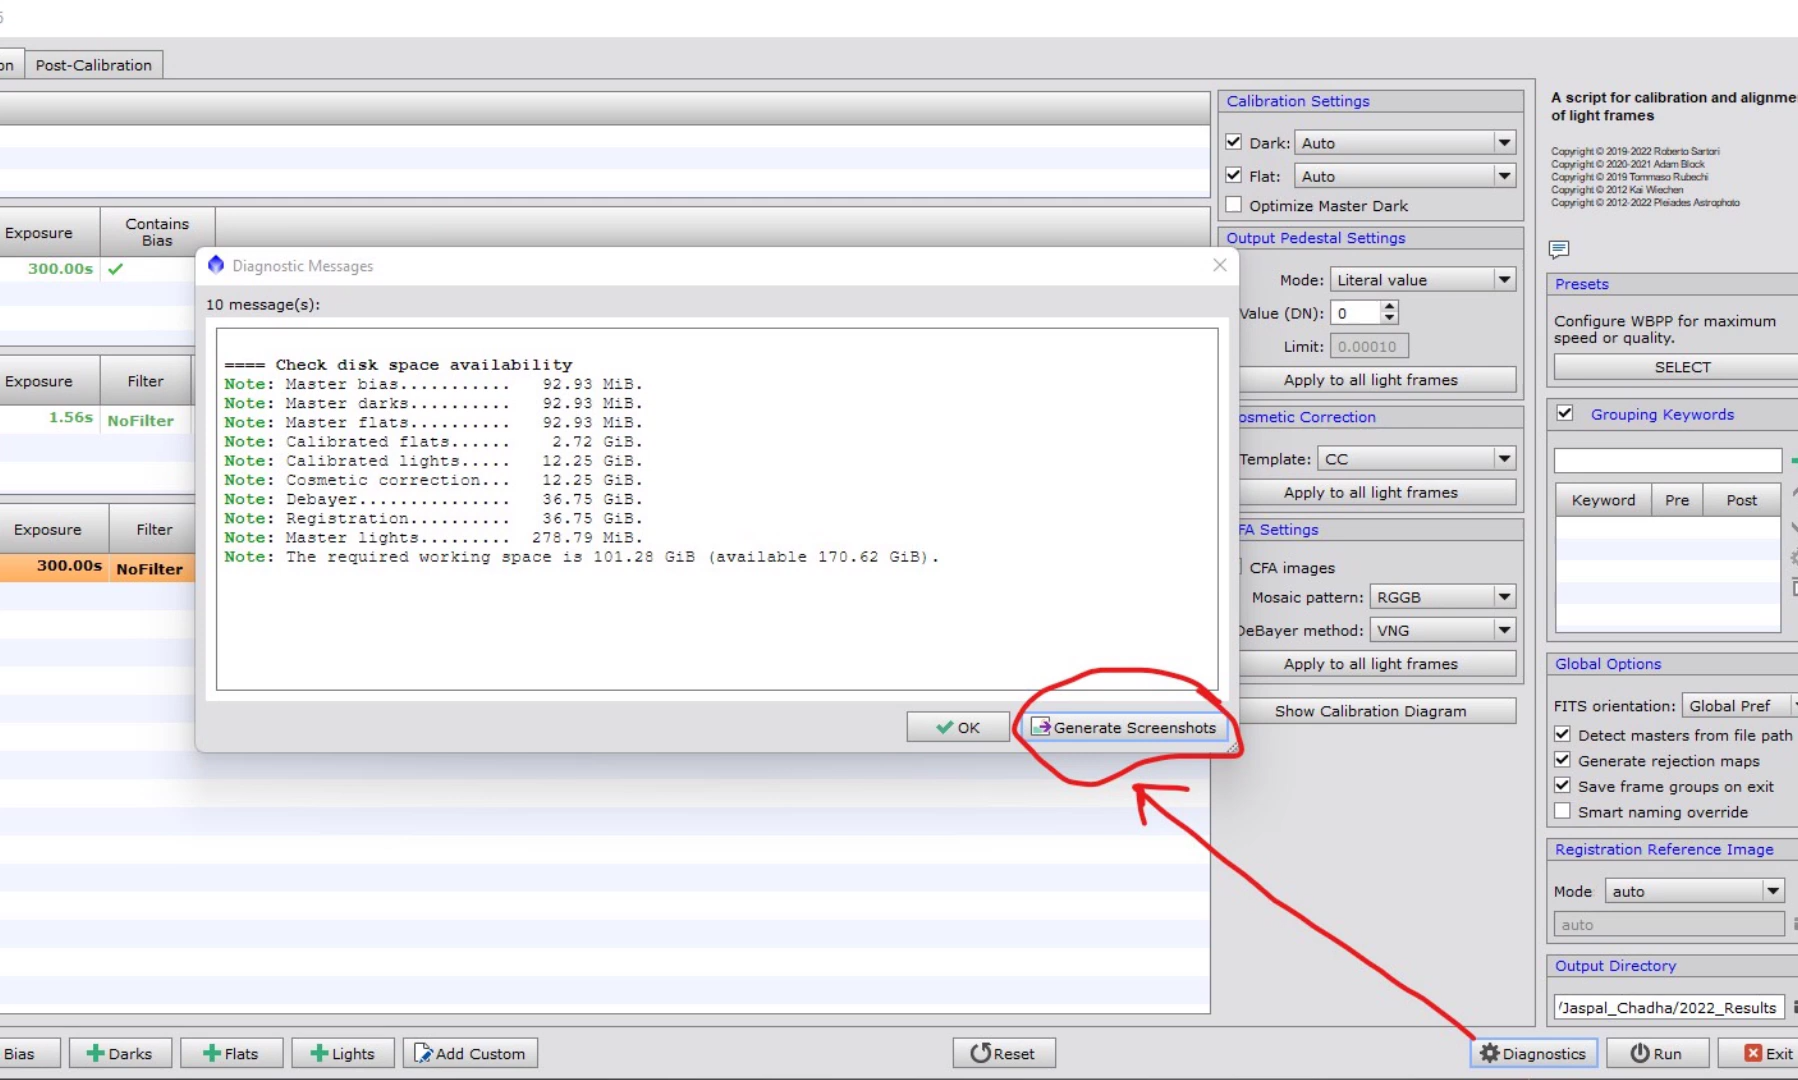 5
on
Post-Calibration
Exposure
Contains
Bias
300.00s
Exposure
Filter
1.56s
NoFilter
Exposure
Filter
300.00s
NoFilter
Diagnostic Messages
10 message(s):
==== Check disk space availability
Note: Master bias........... 92.93 MiB.
Note: Master darks.......... 92.93 MiB.
Note: Master flats.......... 92.93 MiB.
Note: Calibrated flats...... 2.72 GiB.
Note: Calibrated lights..... 12.25 GiB.
Note: Cosmetic correction... 12.25 GiB.
Note: Debayer............... 36.75 GiB.
Note: Registration.......... 36.75 GiB.
Note: Master lights......... 278.79 MiB.
Note: The required working space is 101.28 GiB (available 170.62 GiB).
OK
Generate Screenshots
Calibration Settings
Dark: Auto
Flat: Auto
Optimize Master Dark
Output Pedestal Settings
Mode: Literal value
Value (DN): 0
Limit: 0.00010
Apply to all light frames
osmetic Correction
Template: CC
Apply to all light frames
FA Settings
CFA images
Mosaic pattern: RGGB
DeBayer method: VNG
Apply to all light frames
Show Calibration Diagram
A script for calibration and alignme
of light frames
Copyright © 2019-2022 Roberto Sartori
Copyright © 2020-2021 Adam Block
Copyright © 2019 Tommaso Rubechi
Copyright © 2012 Kai Wiechen
Copyright © 2012-2022 Pleiades Astrophoto
Presets
Configure WBPP for maximum
speed or quality.
SELECT
Grouping Keywords
Keyword Pre Post
Global Options
FITS orientation: Global Pref
Detect masters from file path
Generate rejection maps
Save frame groups on exit
Smart naming override
Registration Reference Image
Mode auto
auto
Output Directory
/Jaspal_Chadha/2022_Results
Bias
Darks
Flats
Lights
Add Custom
Reset
Diagnostics
Run
Exit